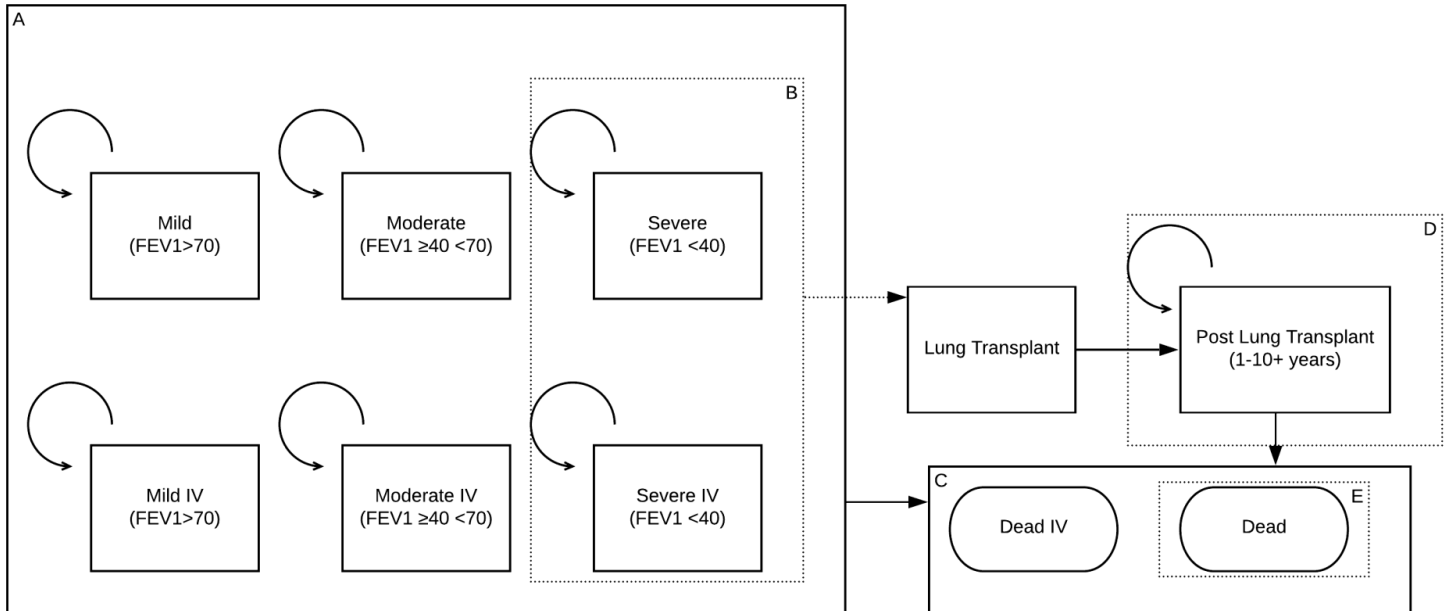 A
B
Mild
(FEV1>70)
Moderate
(FEV1 ≥40 <70)
Severe
(FEV1 <40)
D
Lung Transplant
Post Lung Transplant
(1-10+ years)
Mild IV
(FEV1>70)
Moderate IV
(FEV1 ≥40 <70)
Severe IV
(FEV1 <40)
C
Dead IV
E
Dead